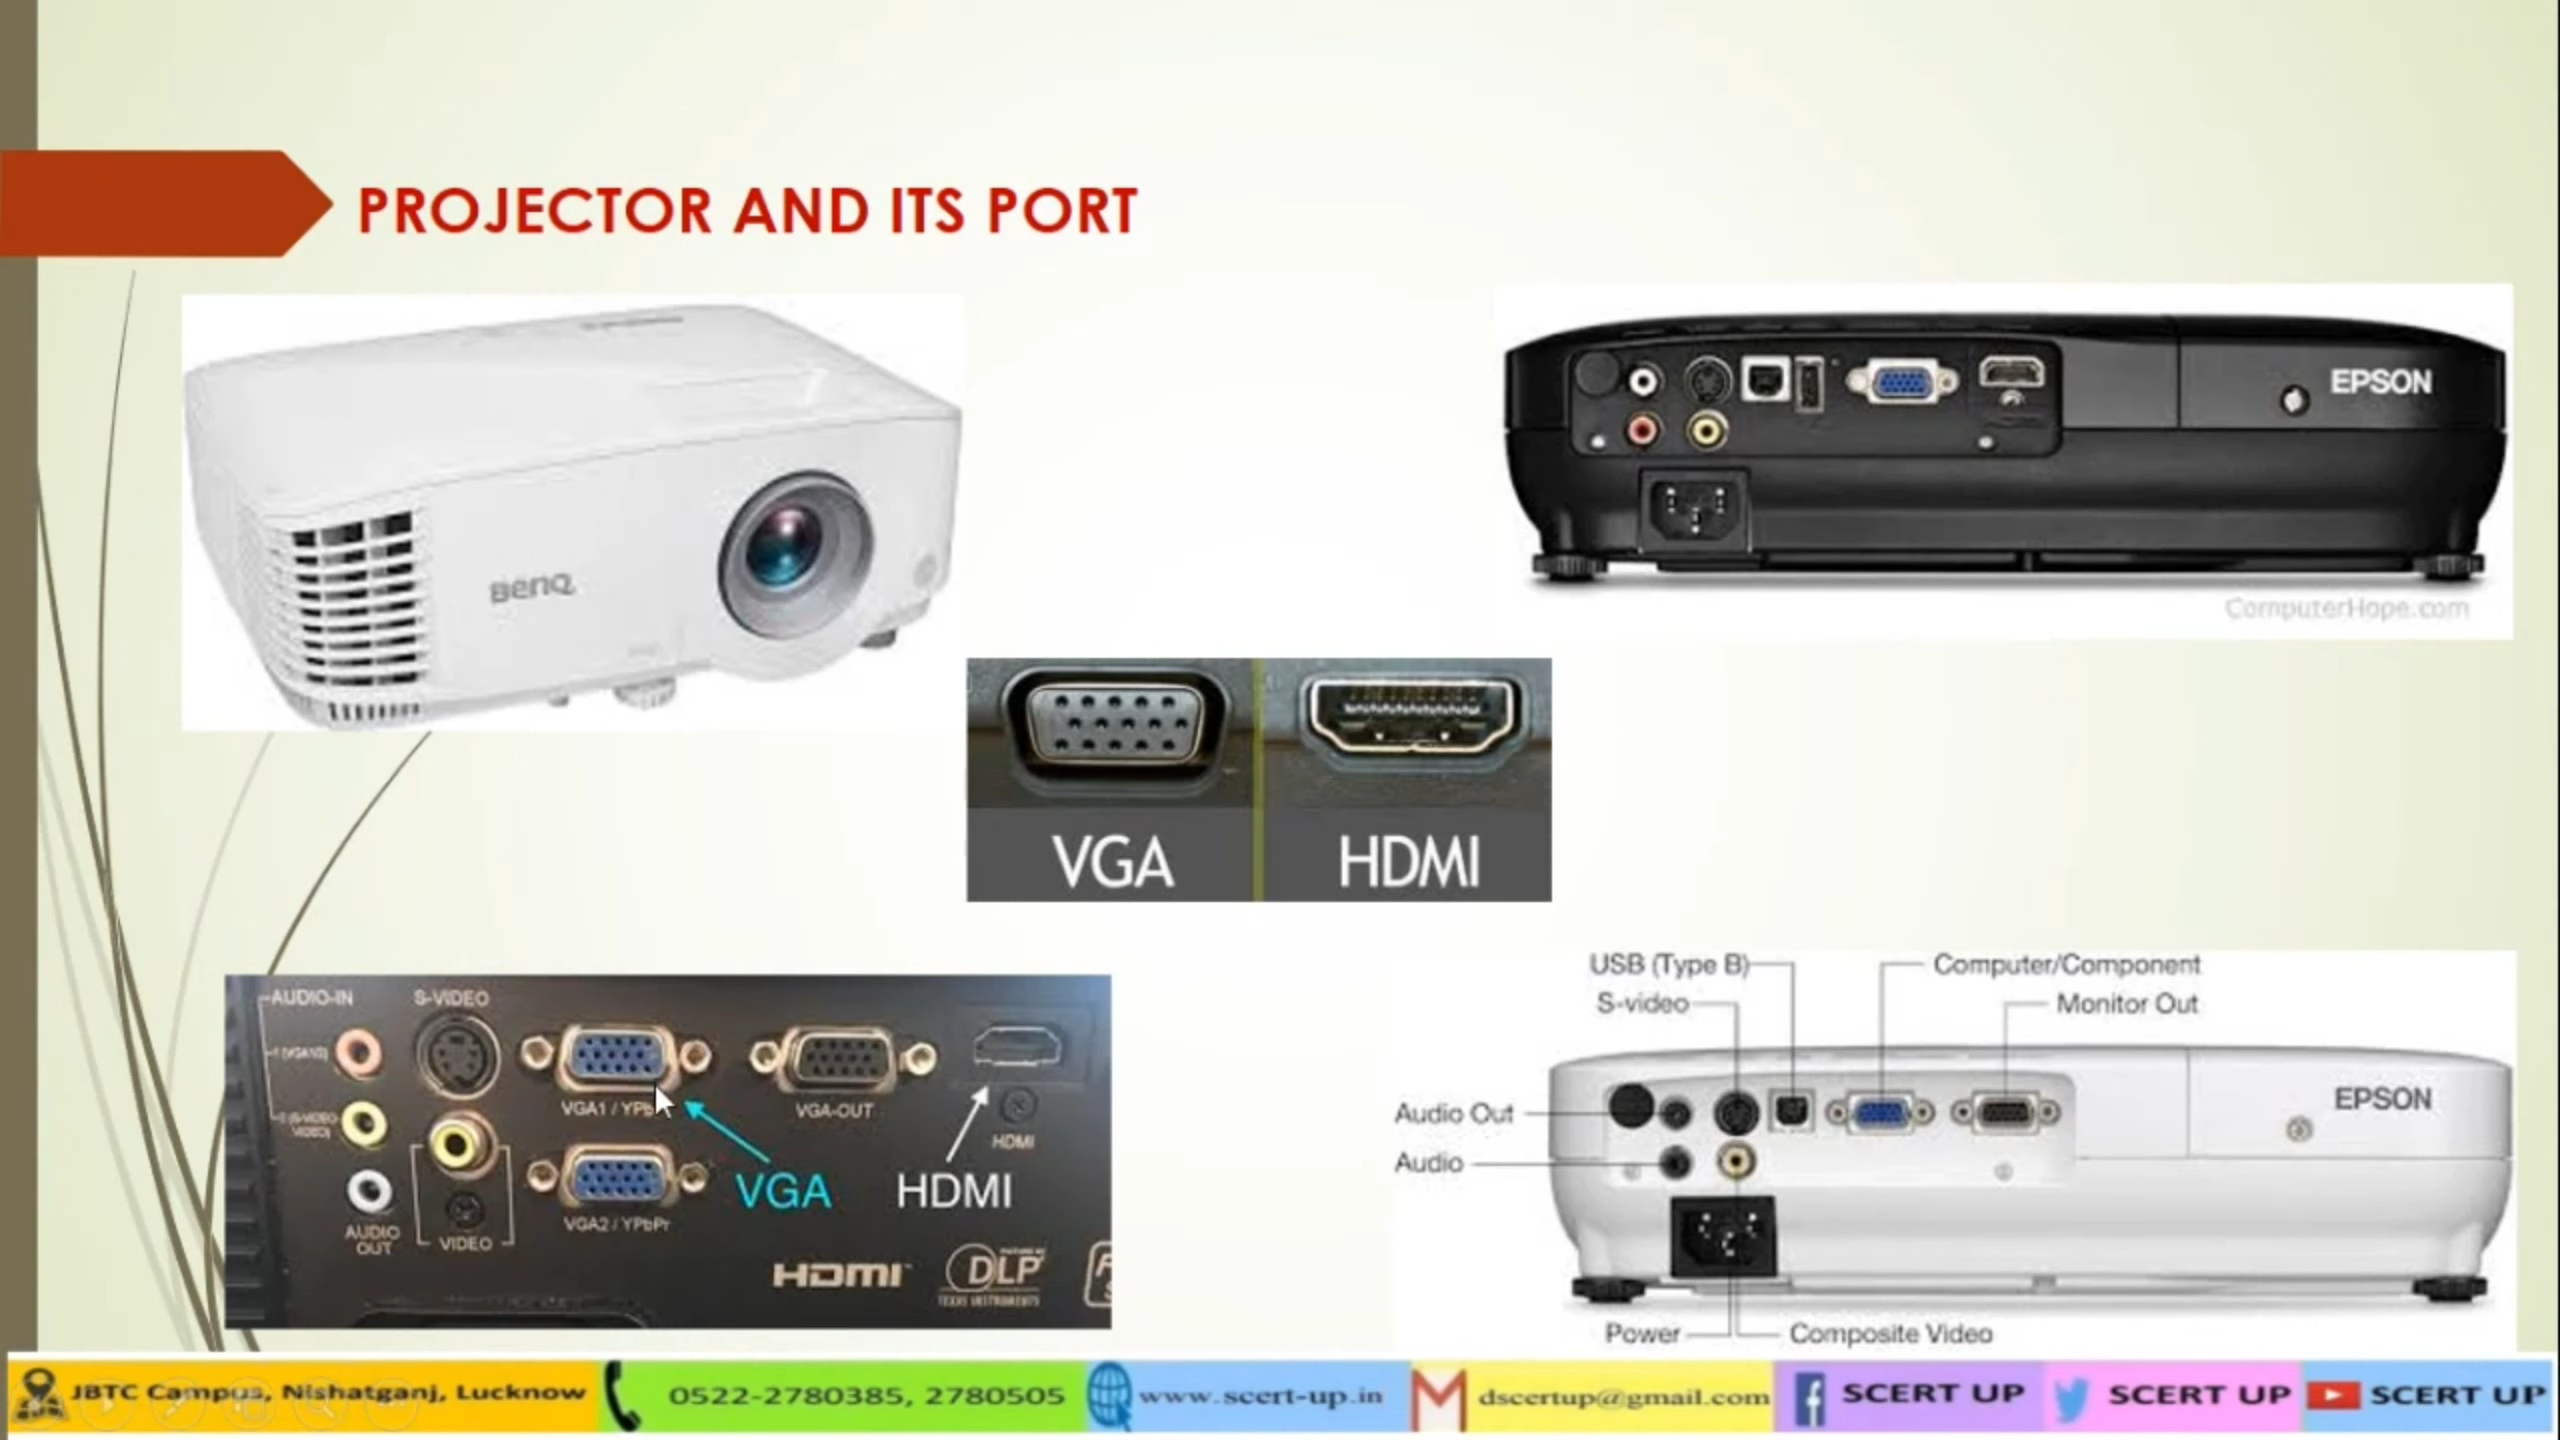 PROJECTOR AND ITS PORT
BenQ
EPSON
ComputerHope.com
VGA
HDMI
AUDIO-IN
S-VIDEO
VGA-OUT
HDMI
VGA
HDMI
VGA2 / YPbPr
AUDIO
OUT
VIDEO
HDMI
DLP
TEXAS INSTRUMENTS
USB (Type B)
Computer/Component
S-video
Monitor Out
Audio Out
EPSON
Audio
Power
Composite Video
JBTC Campus, Nishatganj, Lucknow
0522-2780385, 2780505
www.scert-up.in
dscertup@gmail.com
SCERT UP
SCERT UP
SCERT UP